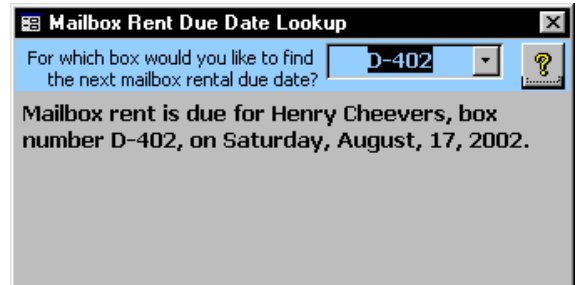 Mailbox Rent Due Date Lookup
For which box would you like to find
the next mailbox rental due date?
D-402
?
Mailbox rent is due for Henry Cheevers, box
number D-402, on Saturday, August, 17, 2002.